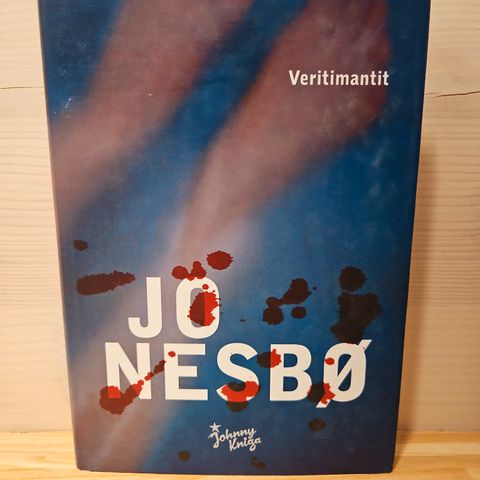 Veritimantit
JO
NESBØ
Johnny
Kniga